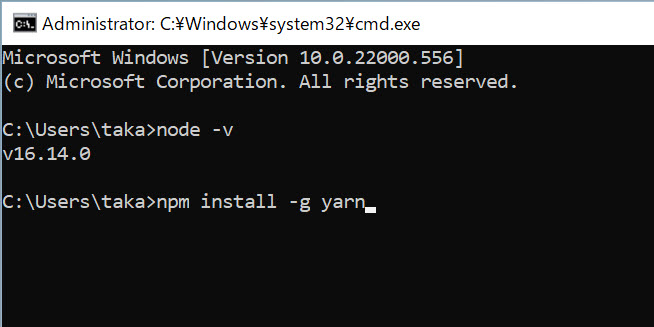 Administrator: C:¥Windows¥system32¥cmd.exe
Microsoft Windows [Version 10.0.22000.556]
(c) Microsoft Corporation. All rights reserved.
C:\Users\taka>node -v
v16.14.0
C:\Users\taka>npm install -g yarn